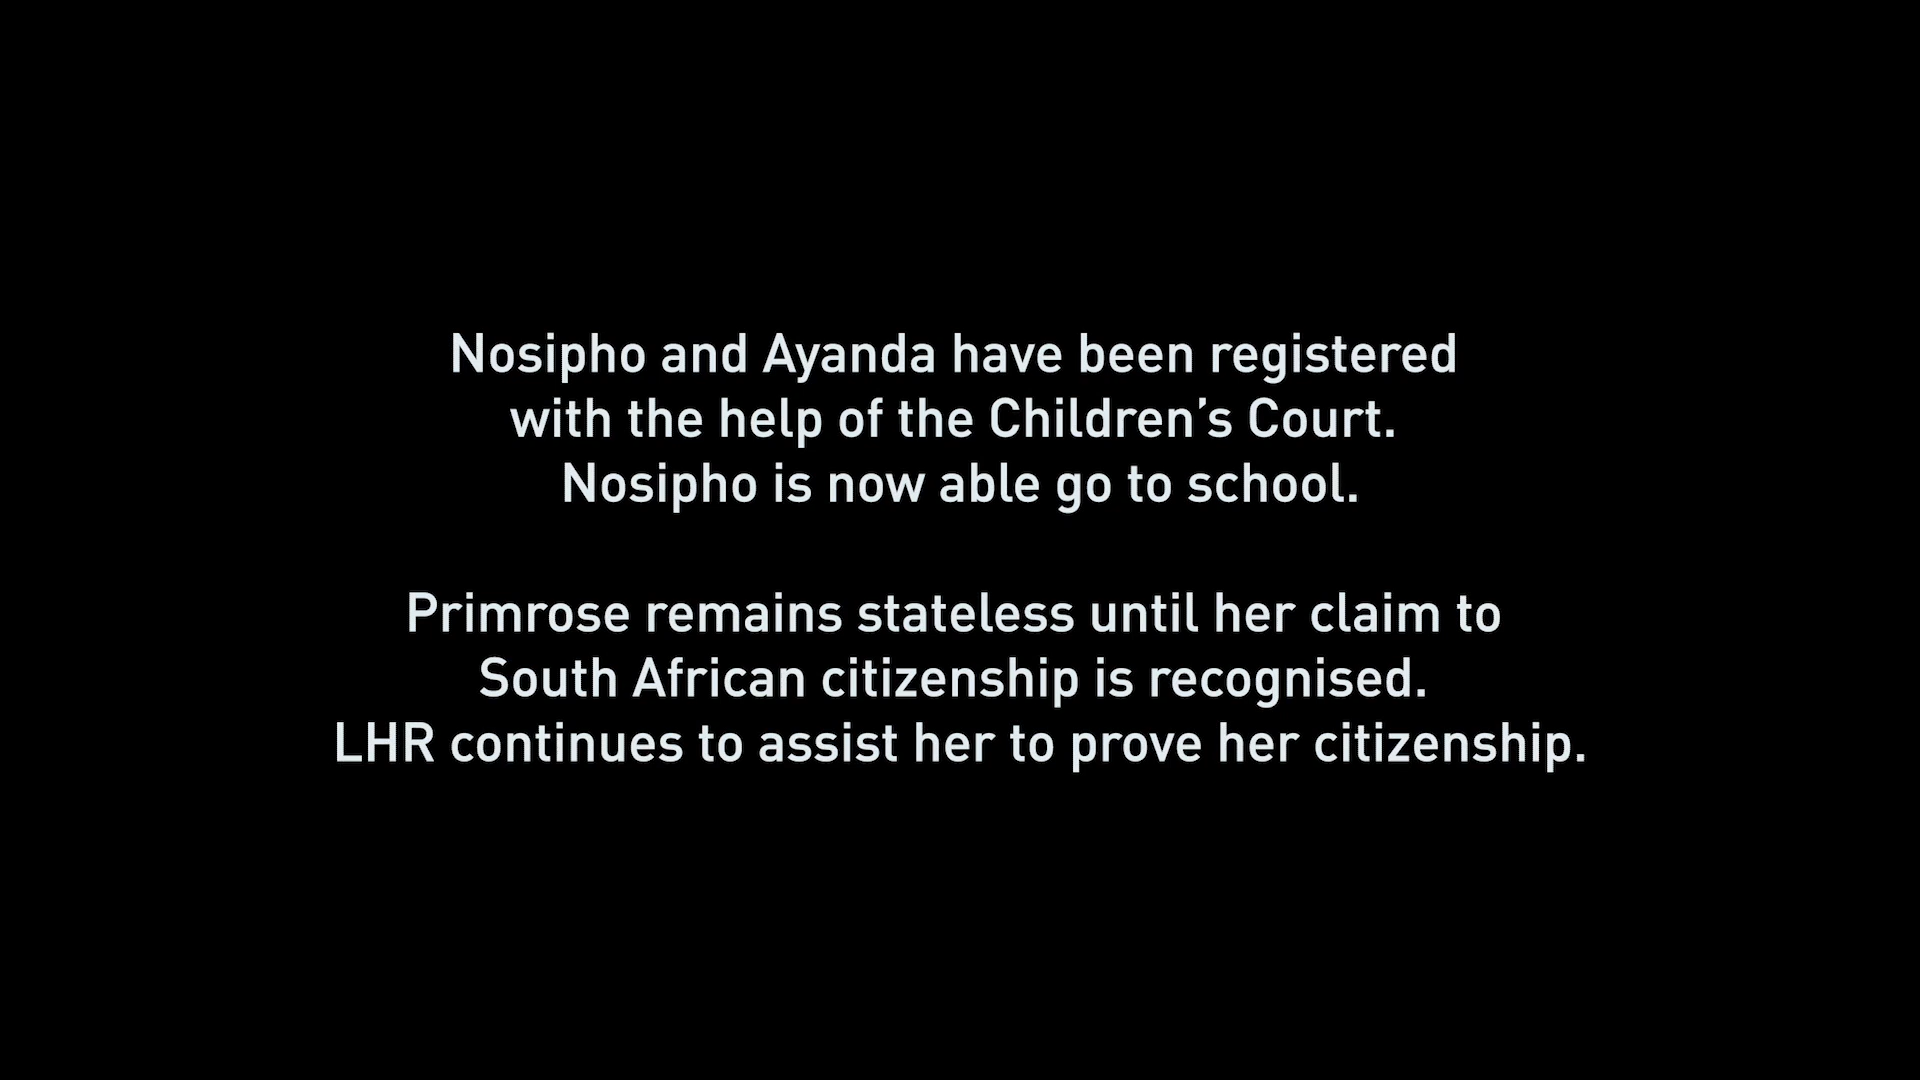 Nosipho and Ayanda have been registered
with the help of the Children’s Court.
Nosipho is now able go to school.
Primrose remains stateless until her claim to
South African citizenship is recognised.
LHR continues to assist her to prove her citizenship.